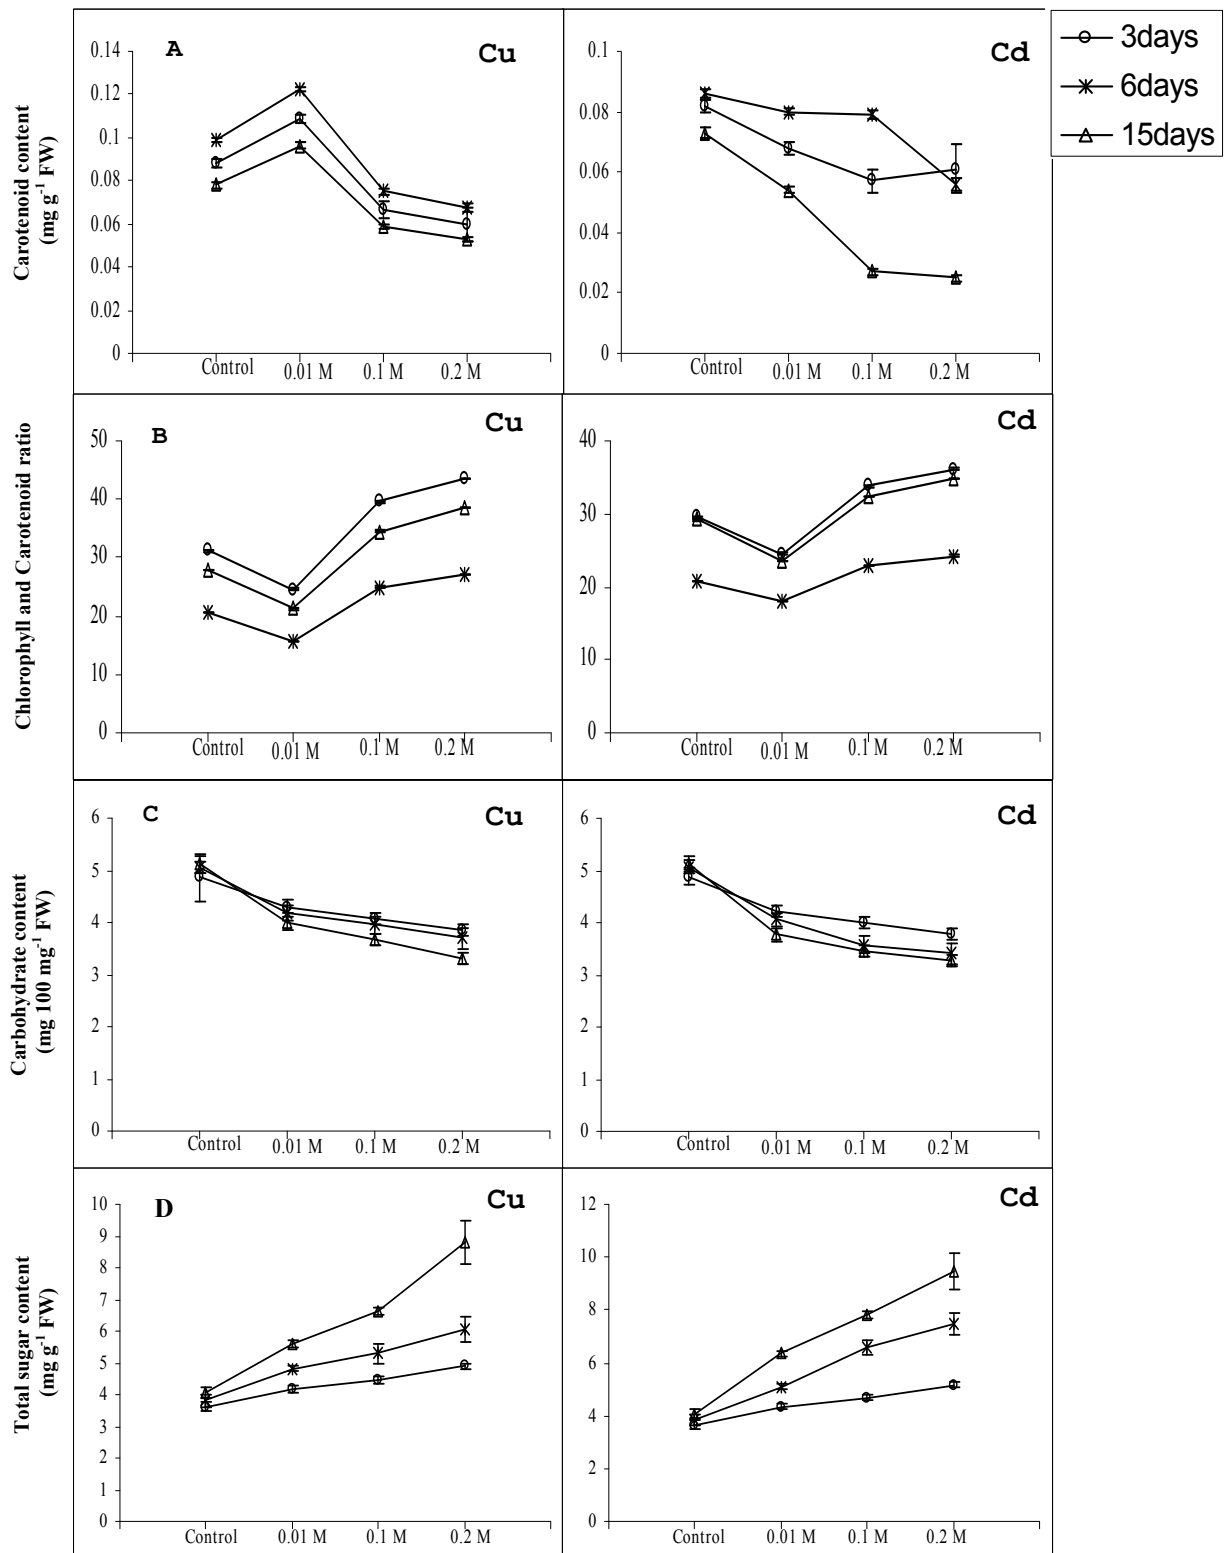 3days
6days
15days
A
Cu
Carotenoid content
(mg g-1 FW)
0.14
0.12
0.1
0.08
0.06
0.04
0.02
0
Control
0.01 M
0.1 M
0.2 M
Cd
0.1
0.08
0.06
0.04
0.02
0
Control
0.01 M
0.1 M
0.2 M
B
Cu
Chlorophyll and Carotenoid ratio
50
40
30
20
10
0
Control
0.01 M
0.1 M
0.2 M
Cd
40
30
20
10
0
Control
0.01 M
0.1 M
0.2 M
C
Cu
Carbohydrate content
(mg 100 mg-1 FW)
6
5
4
3
2
1
0
Control
0.01 M
0.1 M
0.2 M
Cd
6
5
4
3
2
1
0
Control
0.01 M
0.1 M
0.2 M
D
Cu
Total sugar content
(mg g-1 FW)
10
9
8
7
6
5
4
3
2
1
0
Control
0.01 M
0.1 M
0.2 M
Cd
12
10
8
6
4
2
0
Control
0.01 M
0.1 M
0.2 M